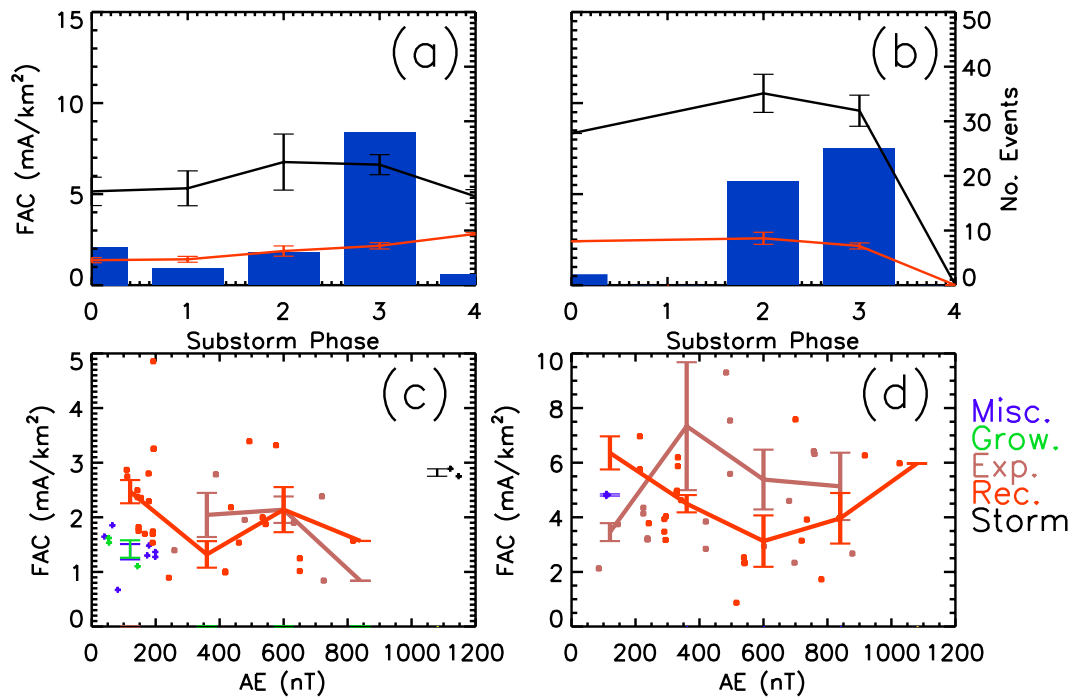 15
10
5
0
FAC (mA/km²)
(a)
0 1 2 3 4
Substorm Phase
(b)
50
40
30
20
10
0
No. Events
0 1 2 3 4
Substorm Phase
5
4
3
2
1
0
FAC (mA/km²)
(c)
0 200 400 600 800 1000 1200
AE (nT)
10
8
6
4
2
0
FAC (mA/km²)
(d)
0 200 400 600 800 1000 1200
AE (nT)
Misc.
Grow.
Exp.
Rec.
Storm